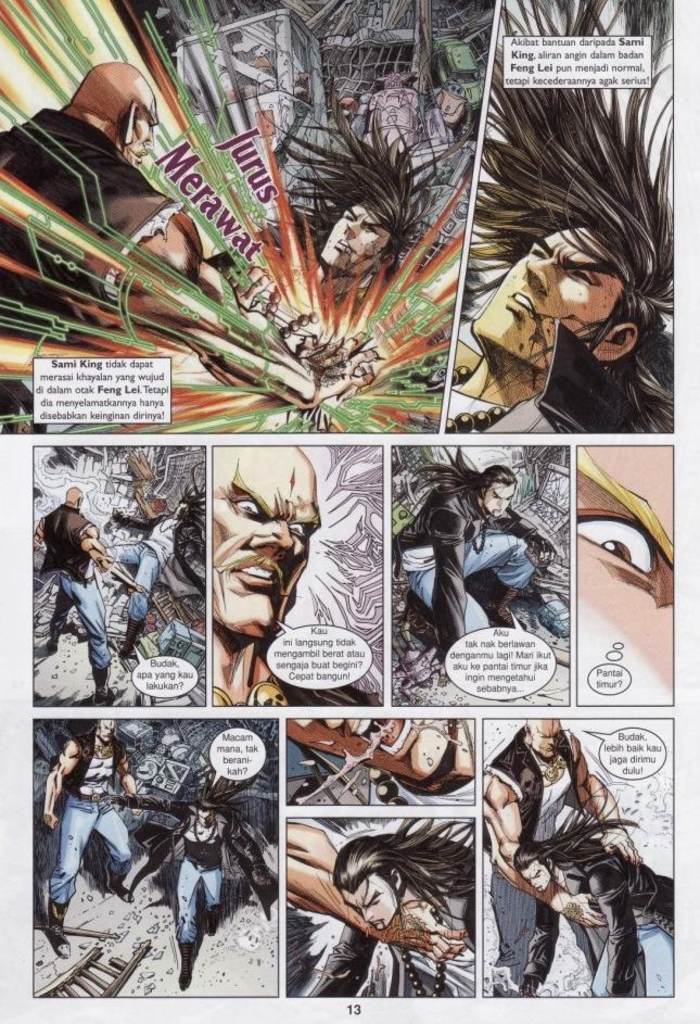 Jurus
Merawat
Akibat bantuan daripada Sami
King, aliran angin dalam badan
Feng Lei pun menjadi normal,
tetapi kecederaannya agak serius!
Sami King tidak dapat
merasai khayalan yang wujud
di dalam otak Feng Lei. Tetapi
dia menyelamatkannya hanya
disebabkan keinginan dirinya!
Budak,
apa yang kau
lakukan?
Kau
ini langsung tidak
mengambil berat atau
sengaja buat begini?
Cepat bangun!
Aku
tak nak berlawan
denganmu lagi! Mari ikut
aku ke pantai timur jika
ingin mengetahui
sebabnya...
Pantai
timur?
Macam
mana, tak
berani-
kah?
Budak,
lebih baik kau
jaga dirimu
dulu!
13